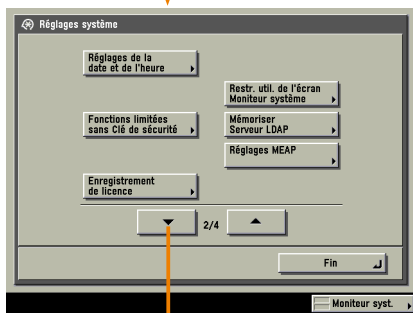 Réglages système
Réglages de la
date et de l'heure
Restr. util. de l'écran
Moniteur système
Fonctions limitées
sans Clé de sécurité
Mémoriser
Serveur LDAP
Réglages MEAP
Enregistrement
de licence
2/4
Fin
Moniteur syst.